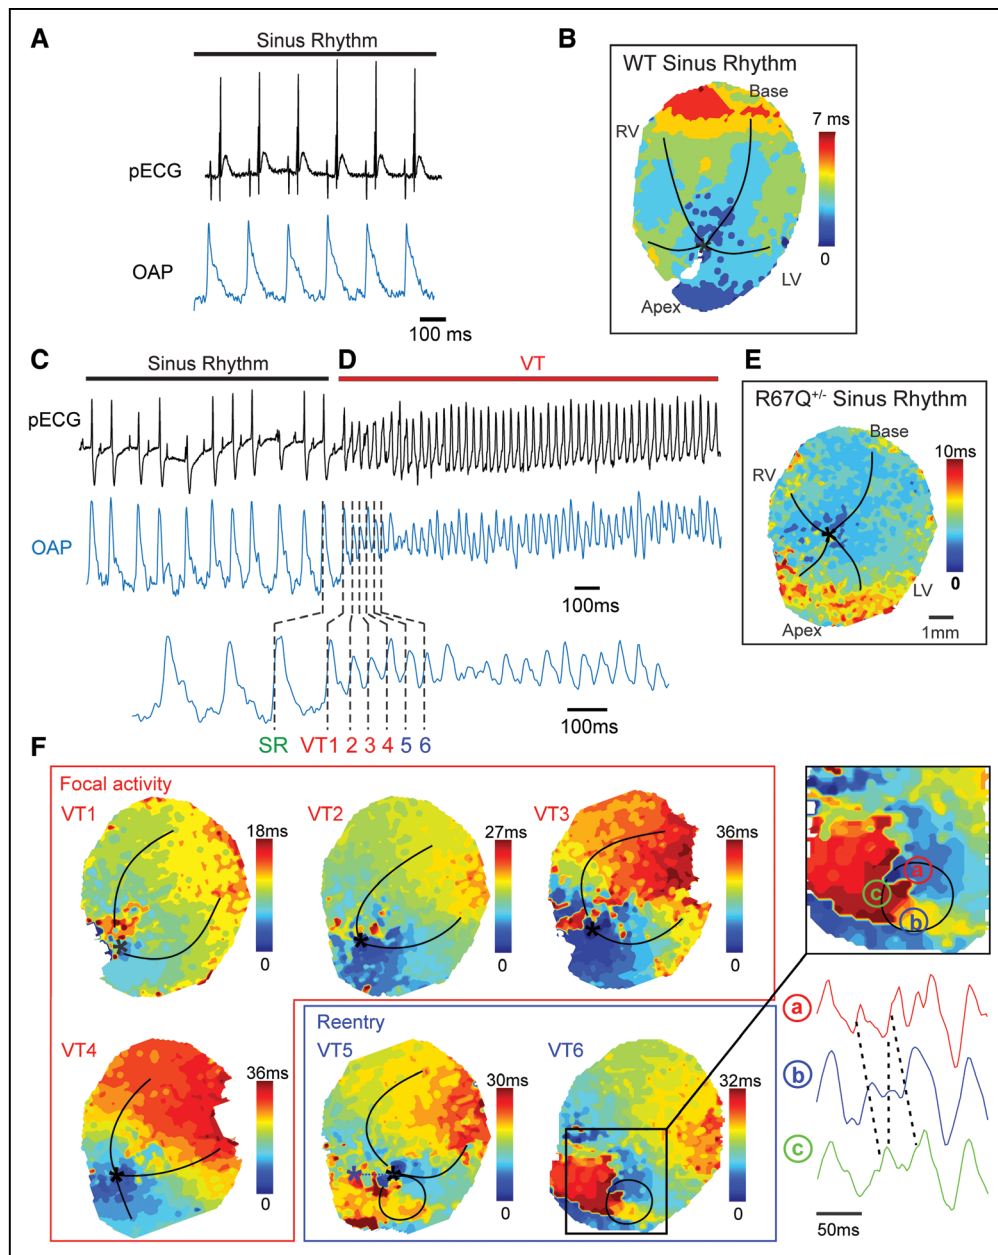 A
Sinus Rhythm
pECG
OAP
100 ms
B
WT Sinus Rhythm
Base
RV
7 ms
0
LV
Apex
C
Sinus Rhythm
D
VT
pECG
OAP
100ms
100ms
SR VT1 2 3 4 5 6
E
R67Q+/- Sinus Rhythm
Base
10ms
RV
0
LV
Apex
1mm
F
Focal activity
VT1
18ms
0
VT2
27ms
0
VT3
36ms
0
VT4
36ms
0
Reentry
VT5
30ms
0
VT6
32ms
0
a
c
b
a
b
c
50ms